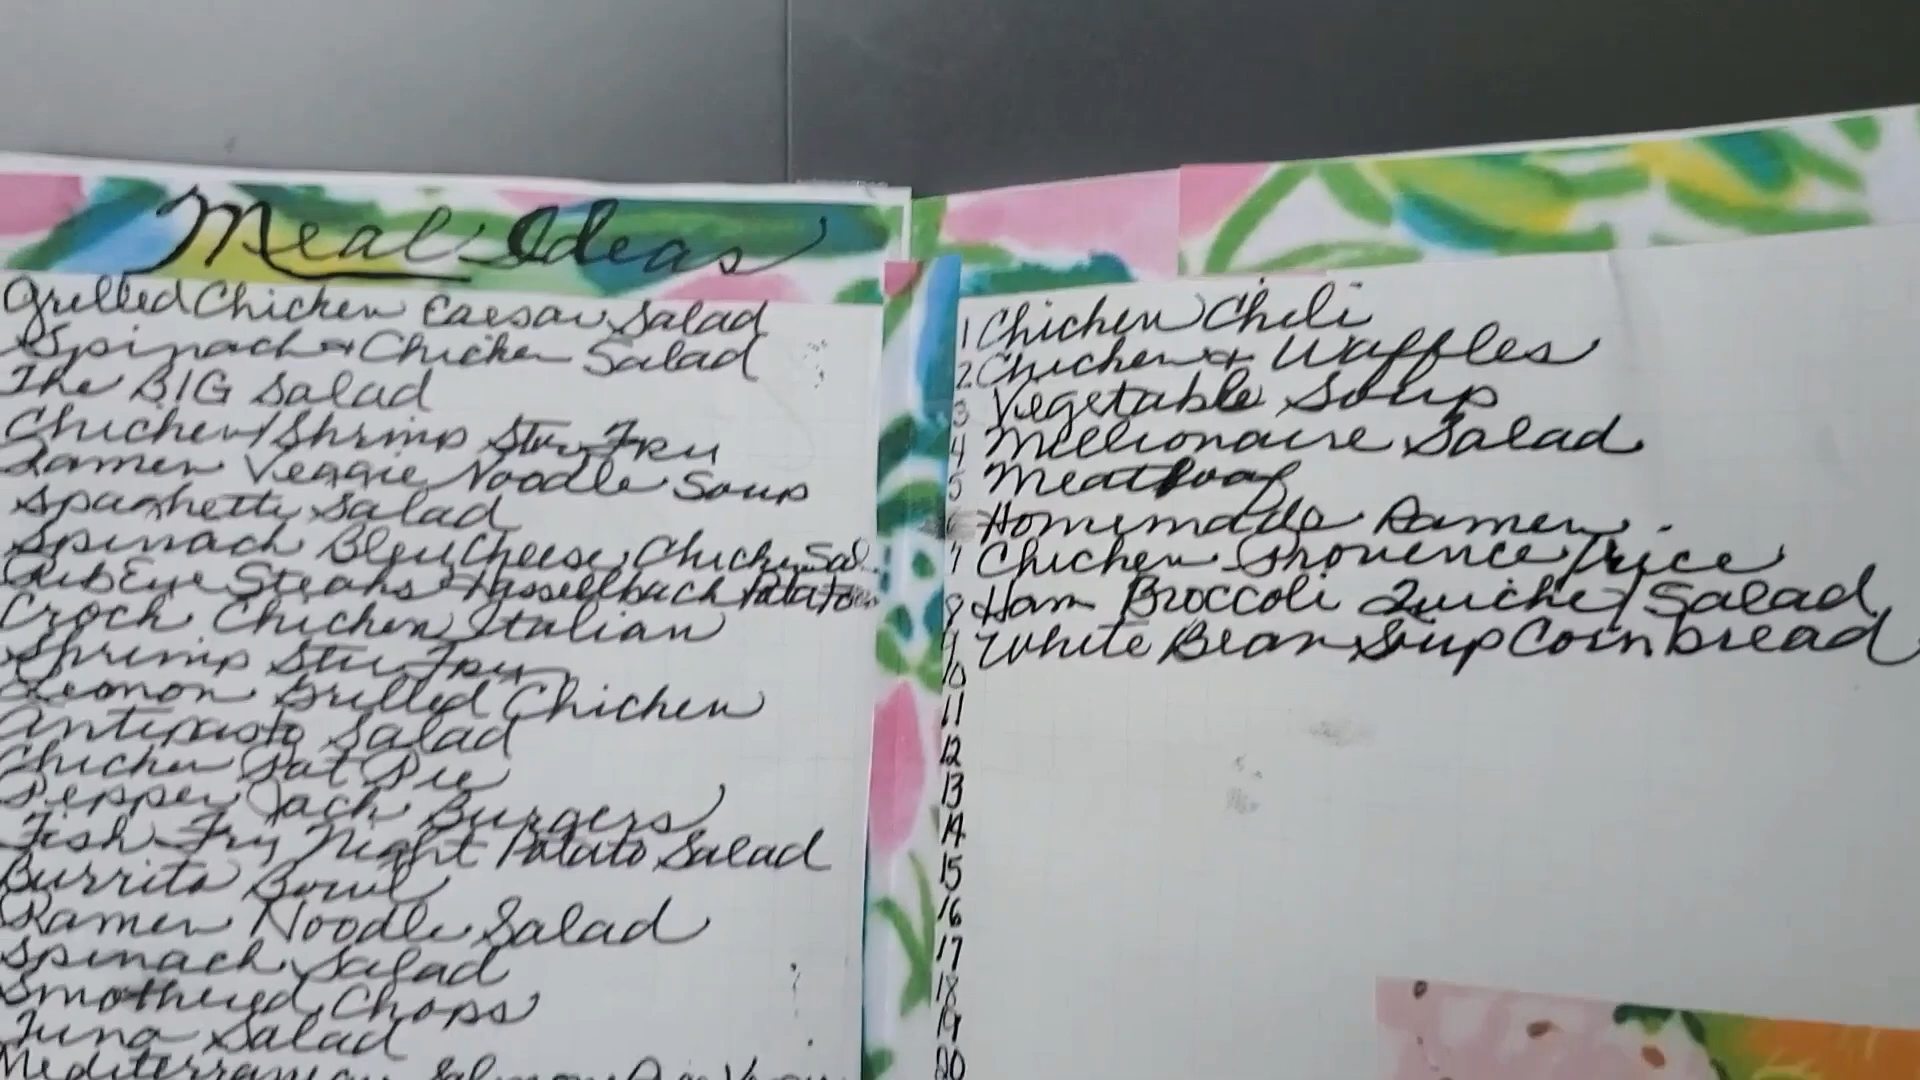 Meal Ideas
Grilled Chicken Caesar Salad
Spinach + Chicken Salad
The BIG Salad
Chicken/Shrimp Stir Fry
Ramen Veggie Noodle Soup
Spaghetti Salad
Spinach Bleu Cheese Chicken Sal.
RibEye Steaks Hasselback Potatoes
Crock Chicken Italian
Shrimp Stir Fry
Lemon Grilled Chicken
Antipasto Salad
Chicken Pot Pie
Pepper Jack Burgers
Fish Fry Night Potato Salad
Burrito Bowl
Ramen Noodle Salad
Spinach Salad
Smothered Chops
Tuna Salad
Mediterranean Salmon
1 Chicken Chili
2 Chicken + Waffles
3 Vegetable Soup
4 Millionaire Salad
5 Meatloaf
6 Homemade Ramen
7 Chicken Provence/rice
8 Ham Broccoli Quiche/Salad
9 White Bean Soup Cornbread
10
11
12
13
14
15
16
17
18
19
20